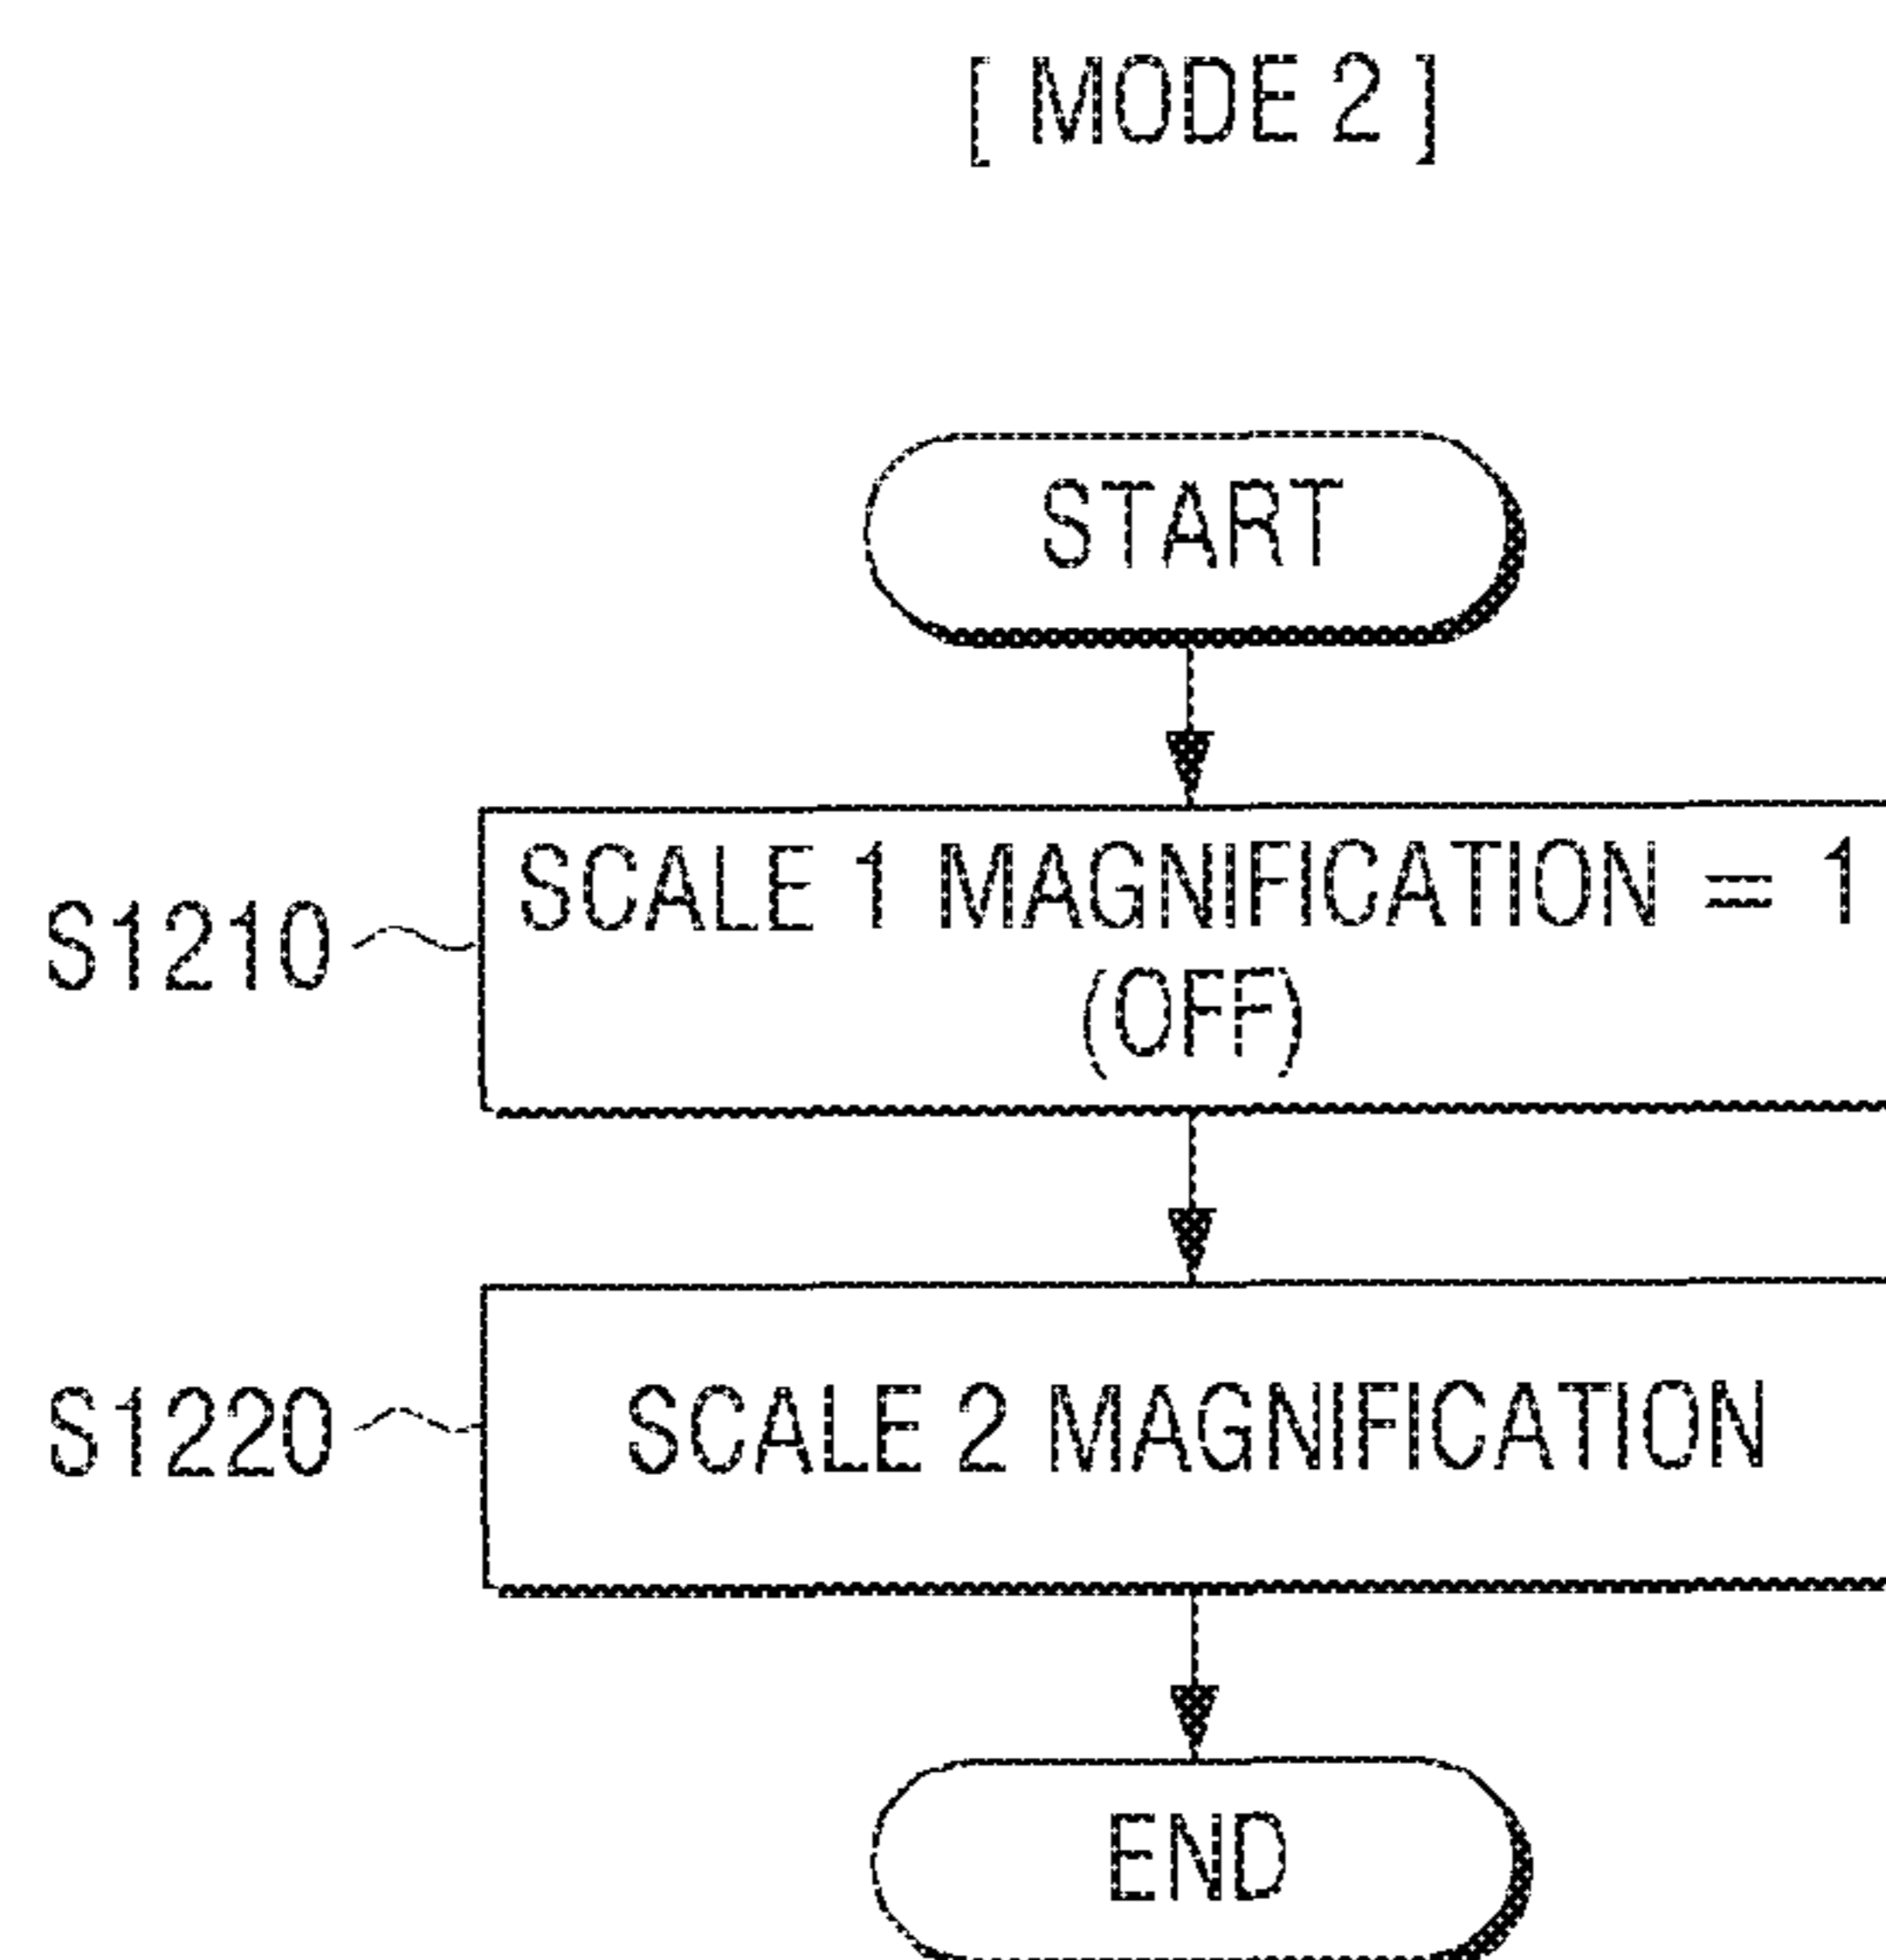 [ MODE 2 ]
START
S1210
SCALE 1 MAGNIFICATION = 1
(OFF)
S1220
SCALE 2 MAGNIFICATION
END